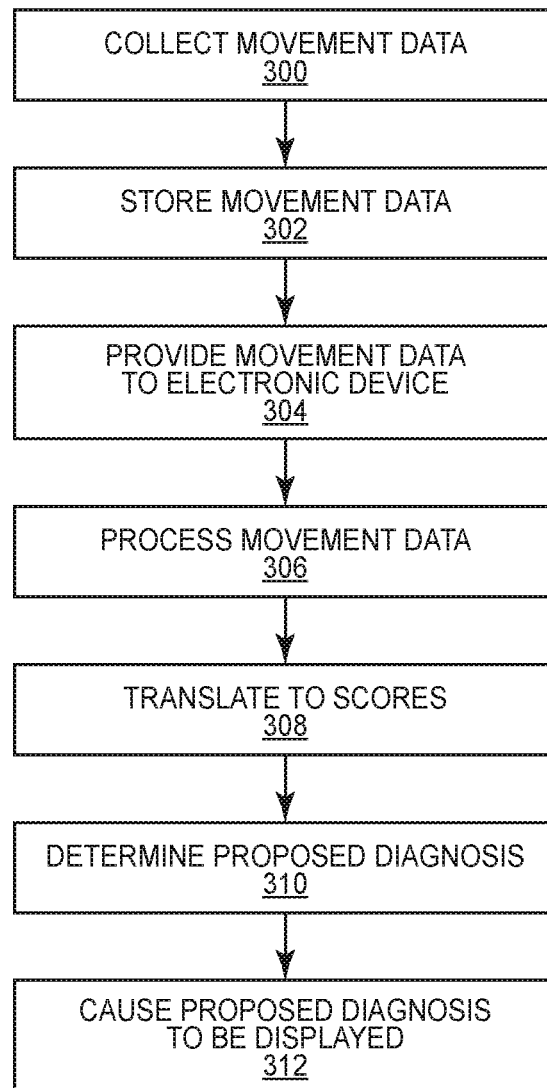 COLLECT MOVEMENT DATA
300
STORE MOVEMENT DATA
302
PROVIDE MOVEMENT DATA
TO ELECTRONIC DEVICE
304
PROCESS MOVEMENT DATA
306
TRANSLATE TO SCORES
308
DETERMINE PROPOSED DIAGNOSIS
310
CAUSE PROPOSED DIAGNOSIS
TO BE DISPLAYED
312